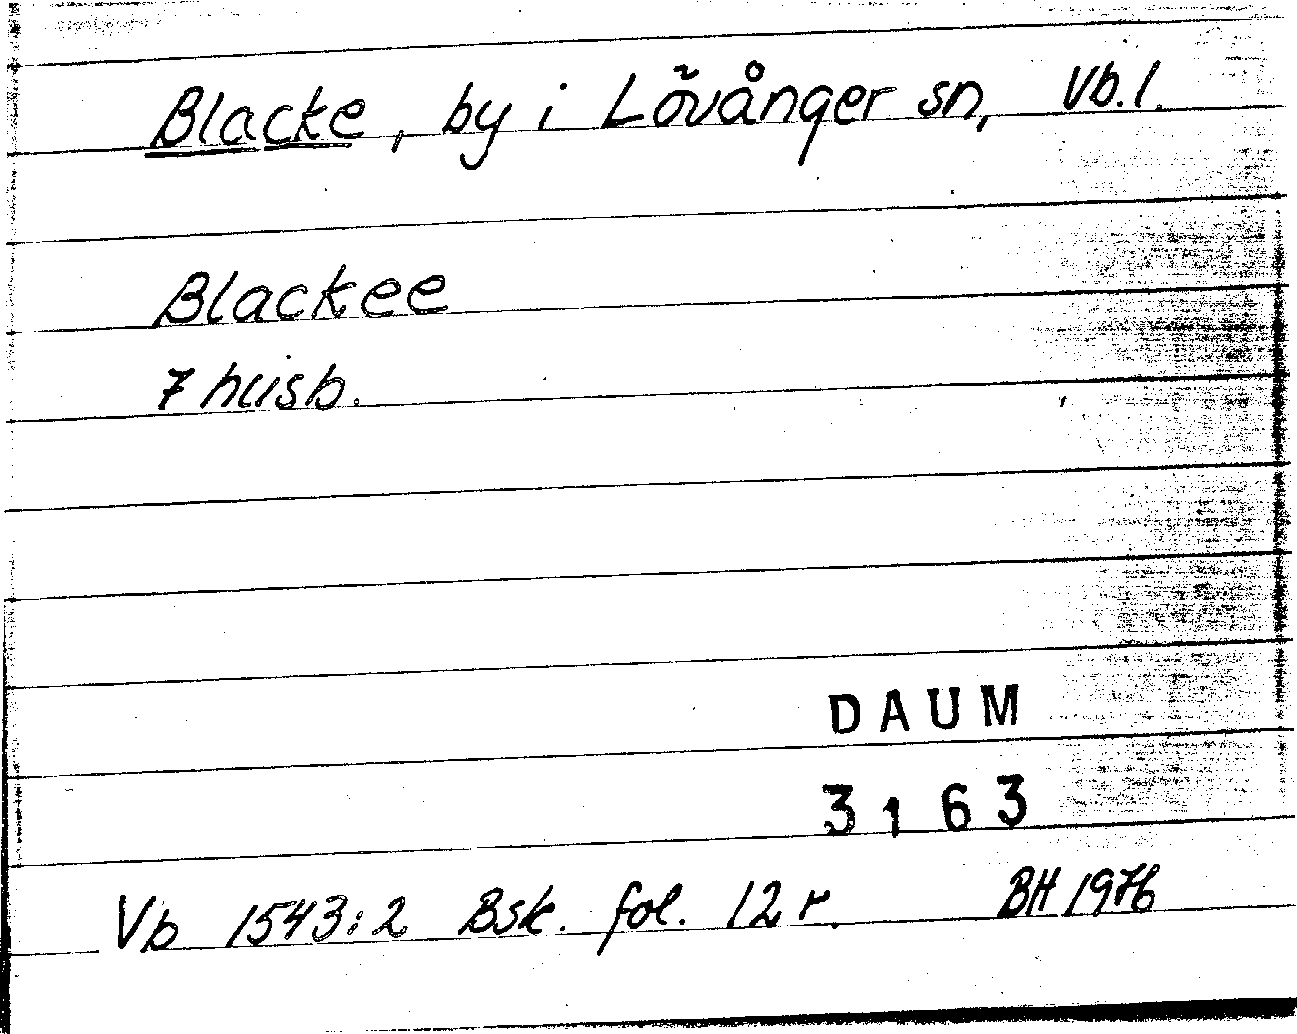 Blacke, by i Lövånger sn, Vb. l.
Blackee
7 husb.
DAUM
3163
Vb 1543:2 Bsk. fol. 12 r. BH 1976